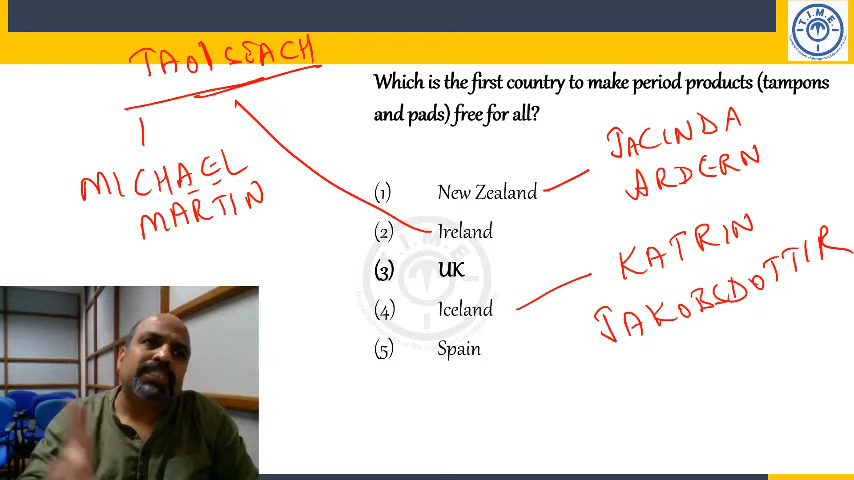 T.I.M.E.
TAOISEACH
Which is the first country to make period products (tampons
and pads) free for all?
MICHAEL
MARTIN
(1) New Zealand
JACINDA
ARDERN
(2) Ireland
(3) UK
KATRIN
JAKOBSDOTTIR
(4) Iceland
(5) Spain